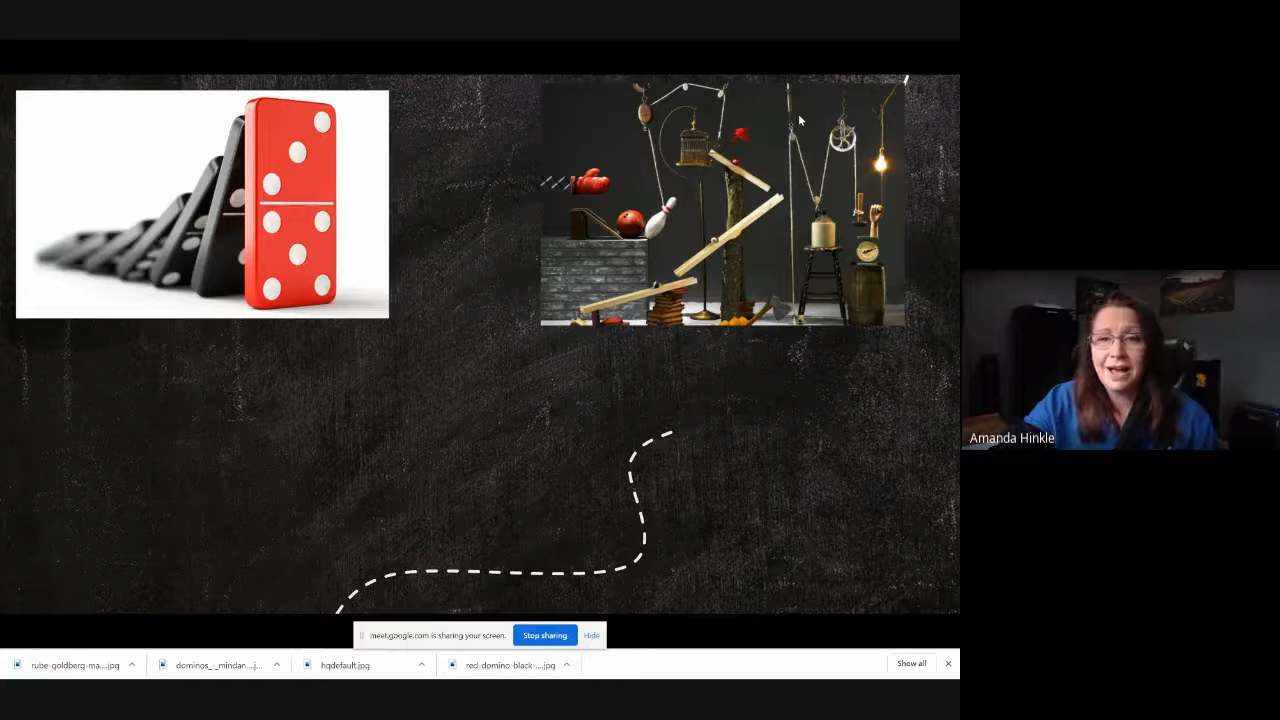 Amanda Hinkle
meet.google.com is sharing your screen.
Stop sharing
Hide
rube-goldberg-ma....jpg
dominos_-_mindan-...j...
hqdefault.jpg
red-domino-black-....jpg
Show all